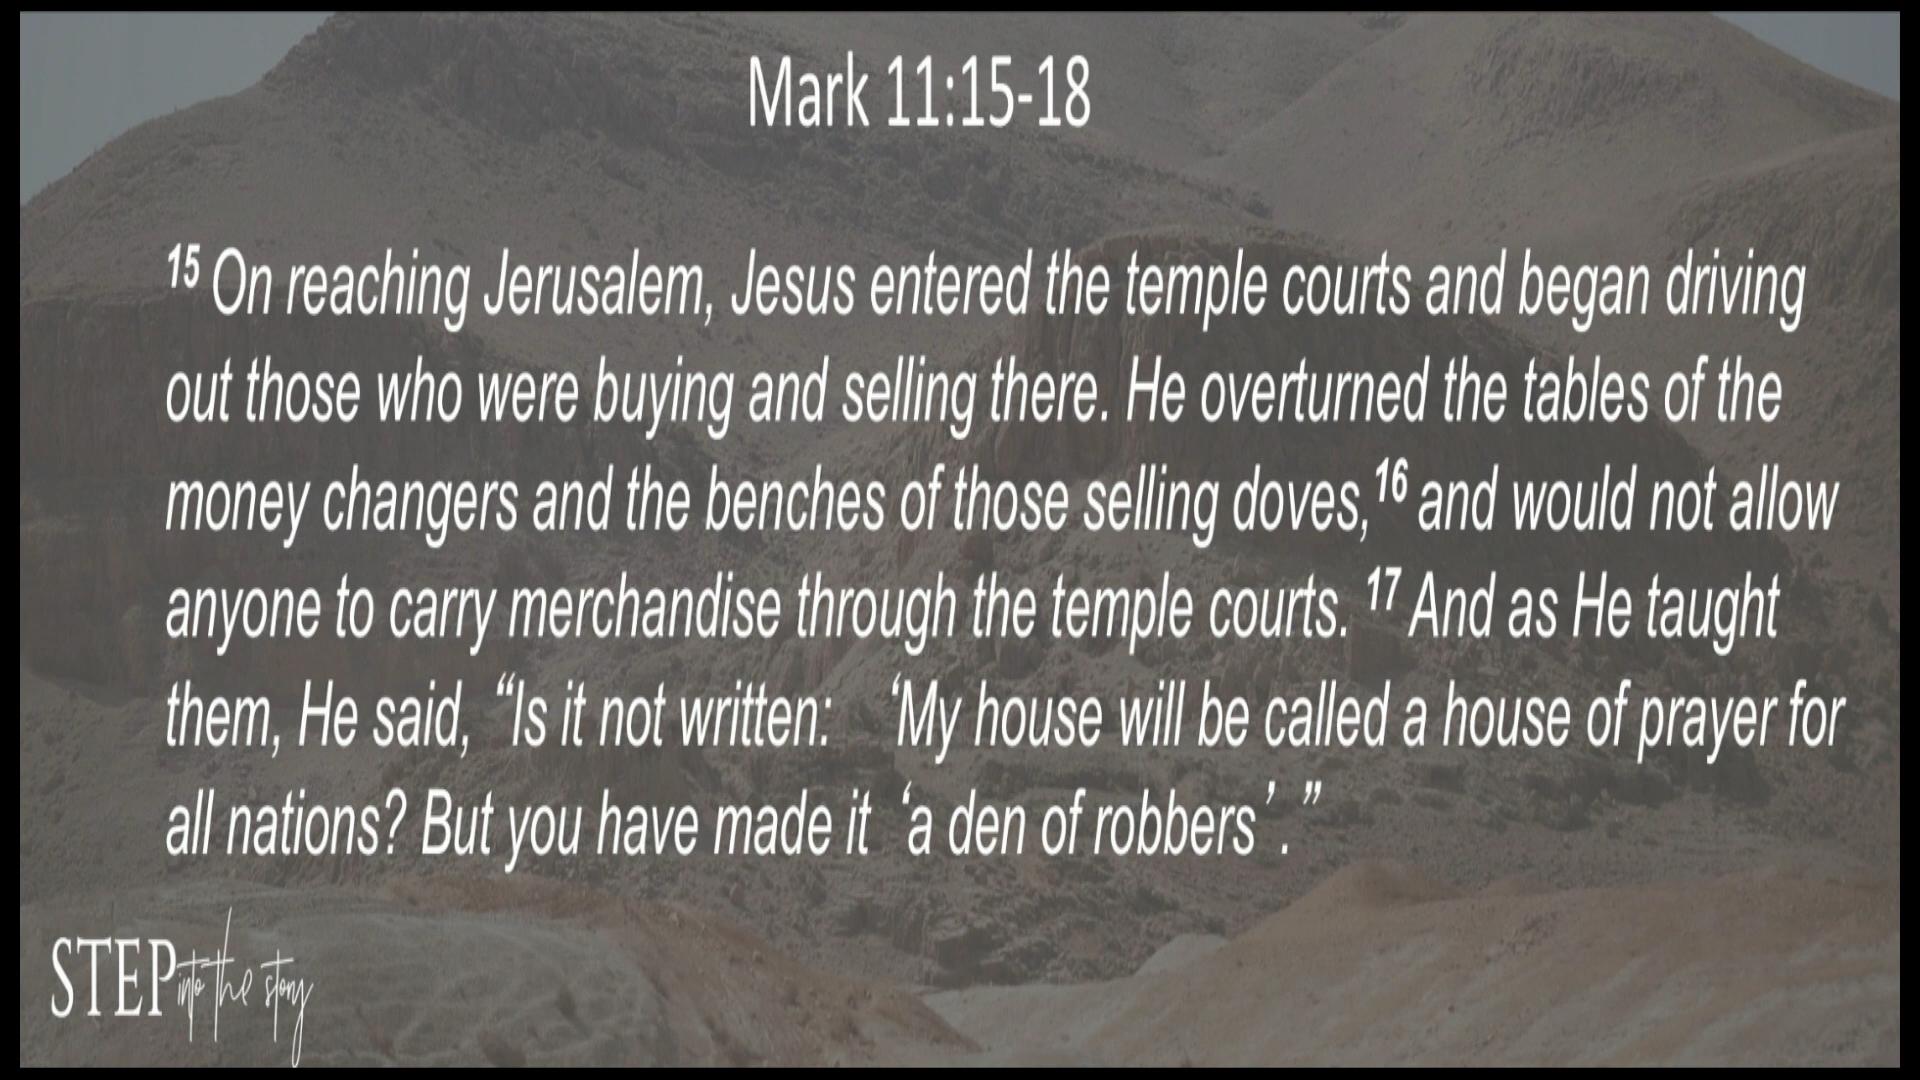 Mark 11:15-18
15 On reaching Jerusalem, Jesus entered the temple courts and began driving
out those who were buying and selling there. He overturned the tables of the
money changers and the benches of those selling doves,16 and would not allow
anyone to carry merchandise through the temple courts. 17 And as He taught
them, He said, “Is it not written: ‘My house will be called a house of prayer for
all nations? But you have made it ‘a den of robbers’.”
STEP into the story